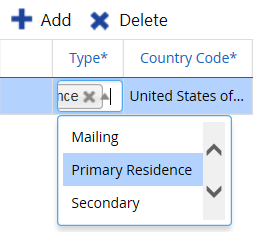 Add Delete
Type* Country Code*
nce United States of...
Mailing
Primary Residence
Secondary